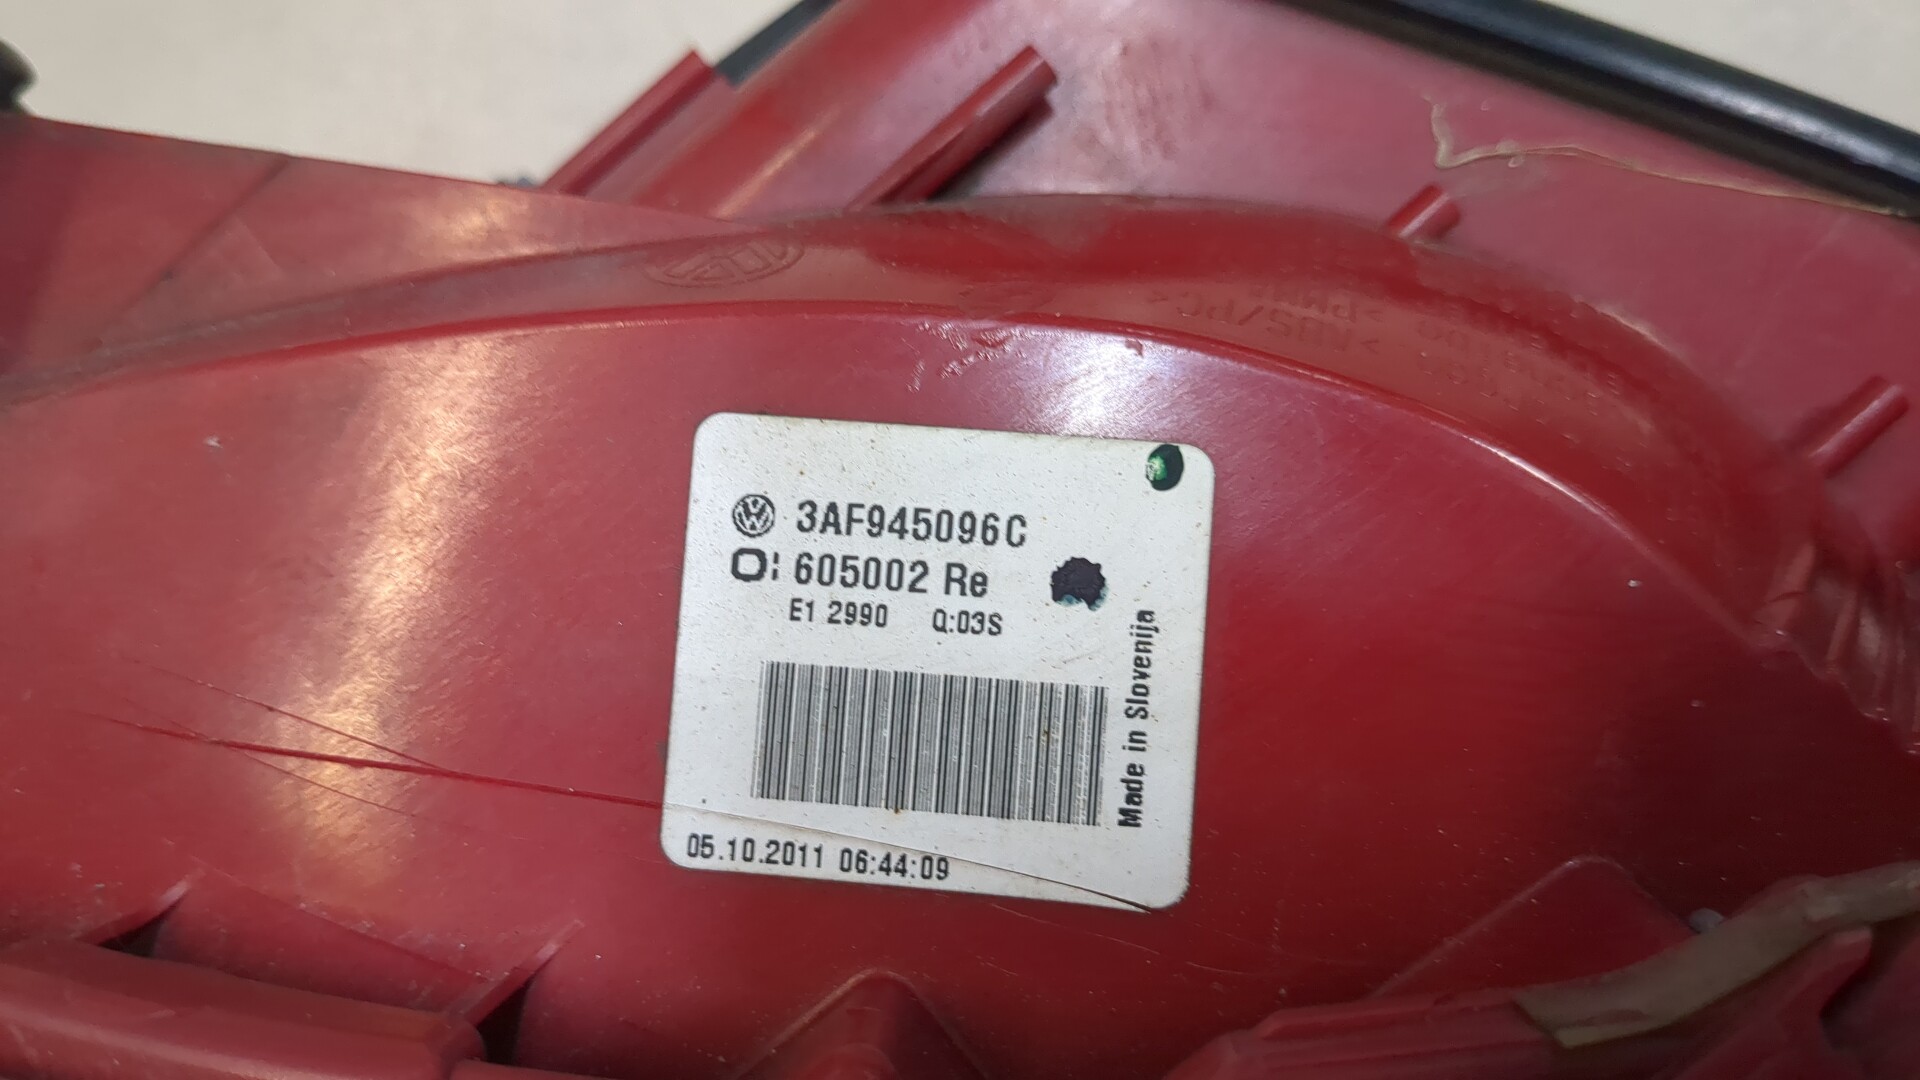 3AF945096C
605002 Re
E1 2990 Q:03S
Made in Slovenija
05.10.2011 06:44:09